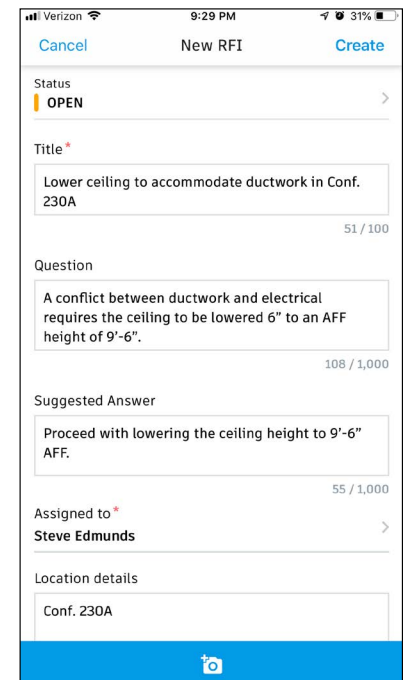 Verizon 9:29 PM 31%
Cancel New RFI Create
Status
OPEN
Title*
Lower ceiling to accommodate ductwork in Conf.
230A
51 / 100
Question
A conflict between ductwork and electrical
requires the ceiling to be lowered 6” to an AFF
height of 9’-6”.
108 / 1,000
Suggested Answer
Proceed with lowering the ceiling height to 9’-6”
AFF.
55 / 1,000
Assigned to*
Steve Edmunds
Location details
Conf. 230A